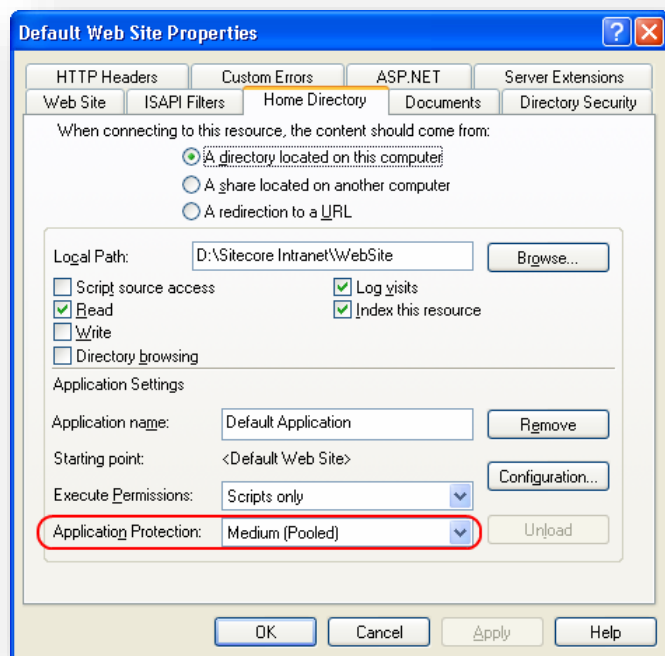 Default Web Site Properties
HTTP Headers Custom Errors ASP.NET Server Extensions
Web Site ISAPI Filters Home Directory Documents Directory Security
When connecting to this resource, the content should come from:
A directory located on this computer
A share located on another computer
A redirection to a URL
Local Path: D:\Sitecore Intranet\WebSite Browse...
Script source access Log visits
Read Index this resource
Write
Directory browsing
Application Settings
Application name: Default Application Remove
Starting point: <Default Web Site>
Configuration...
Execute Permissions: Scripts only
Application Protection: Medium (Pooled) Unload
OK Cancel Apply Help